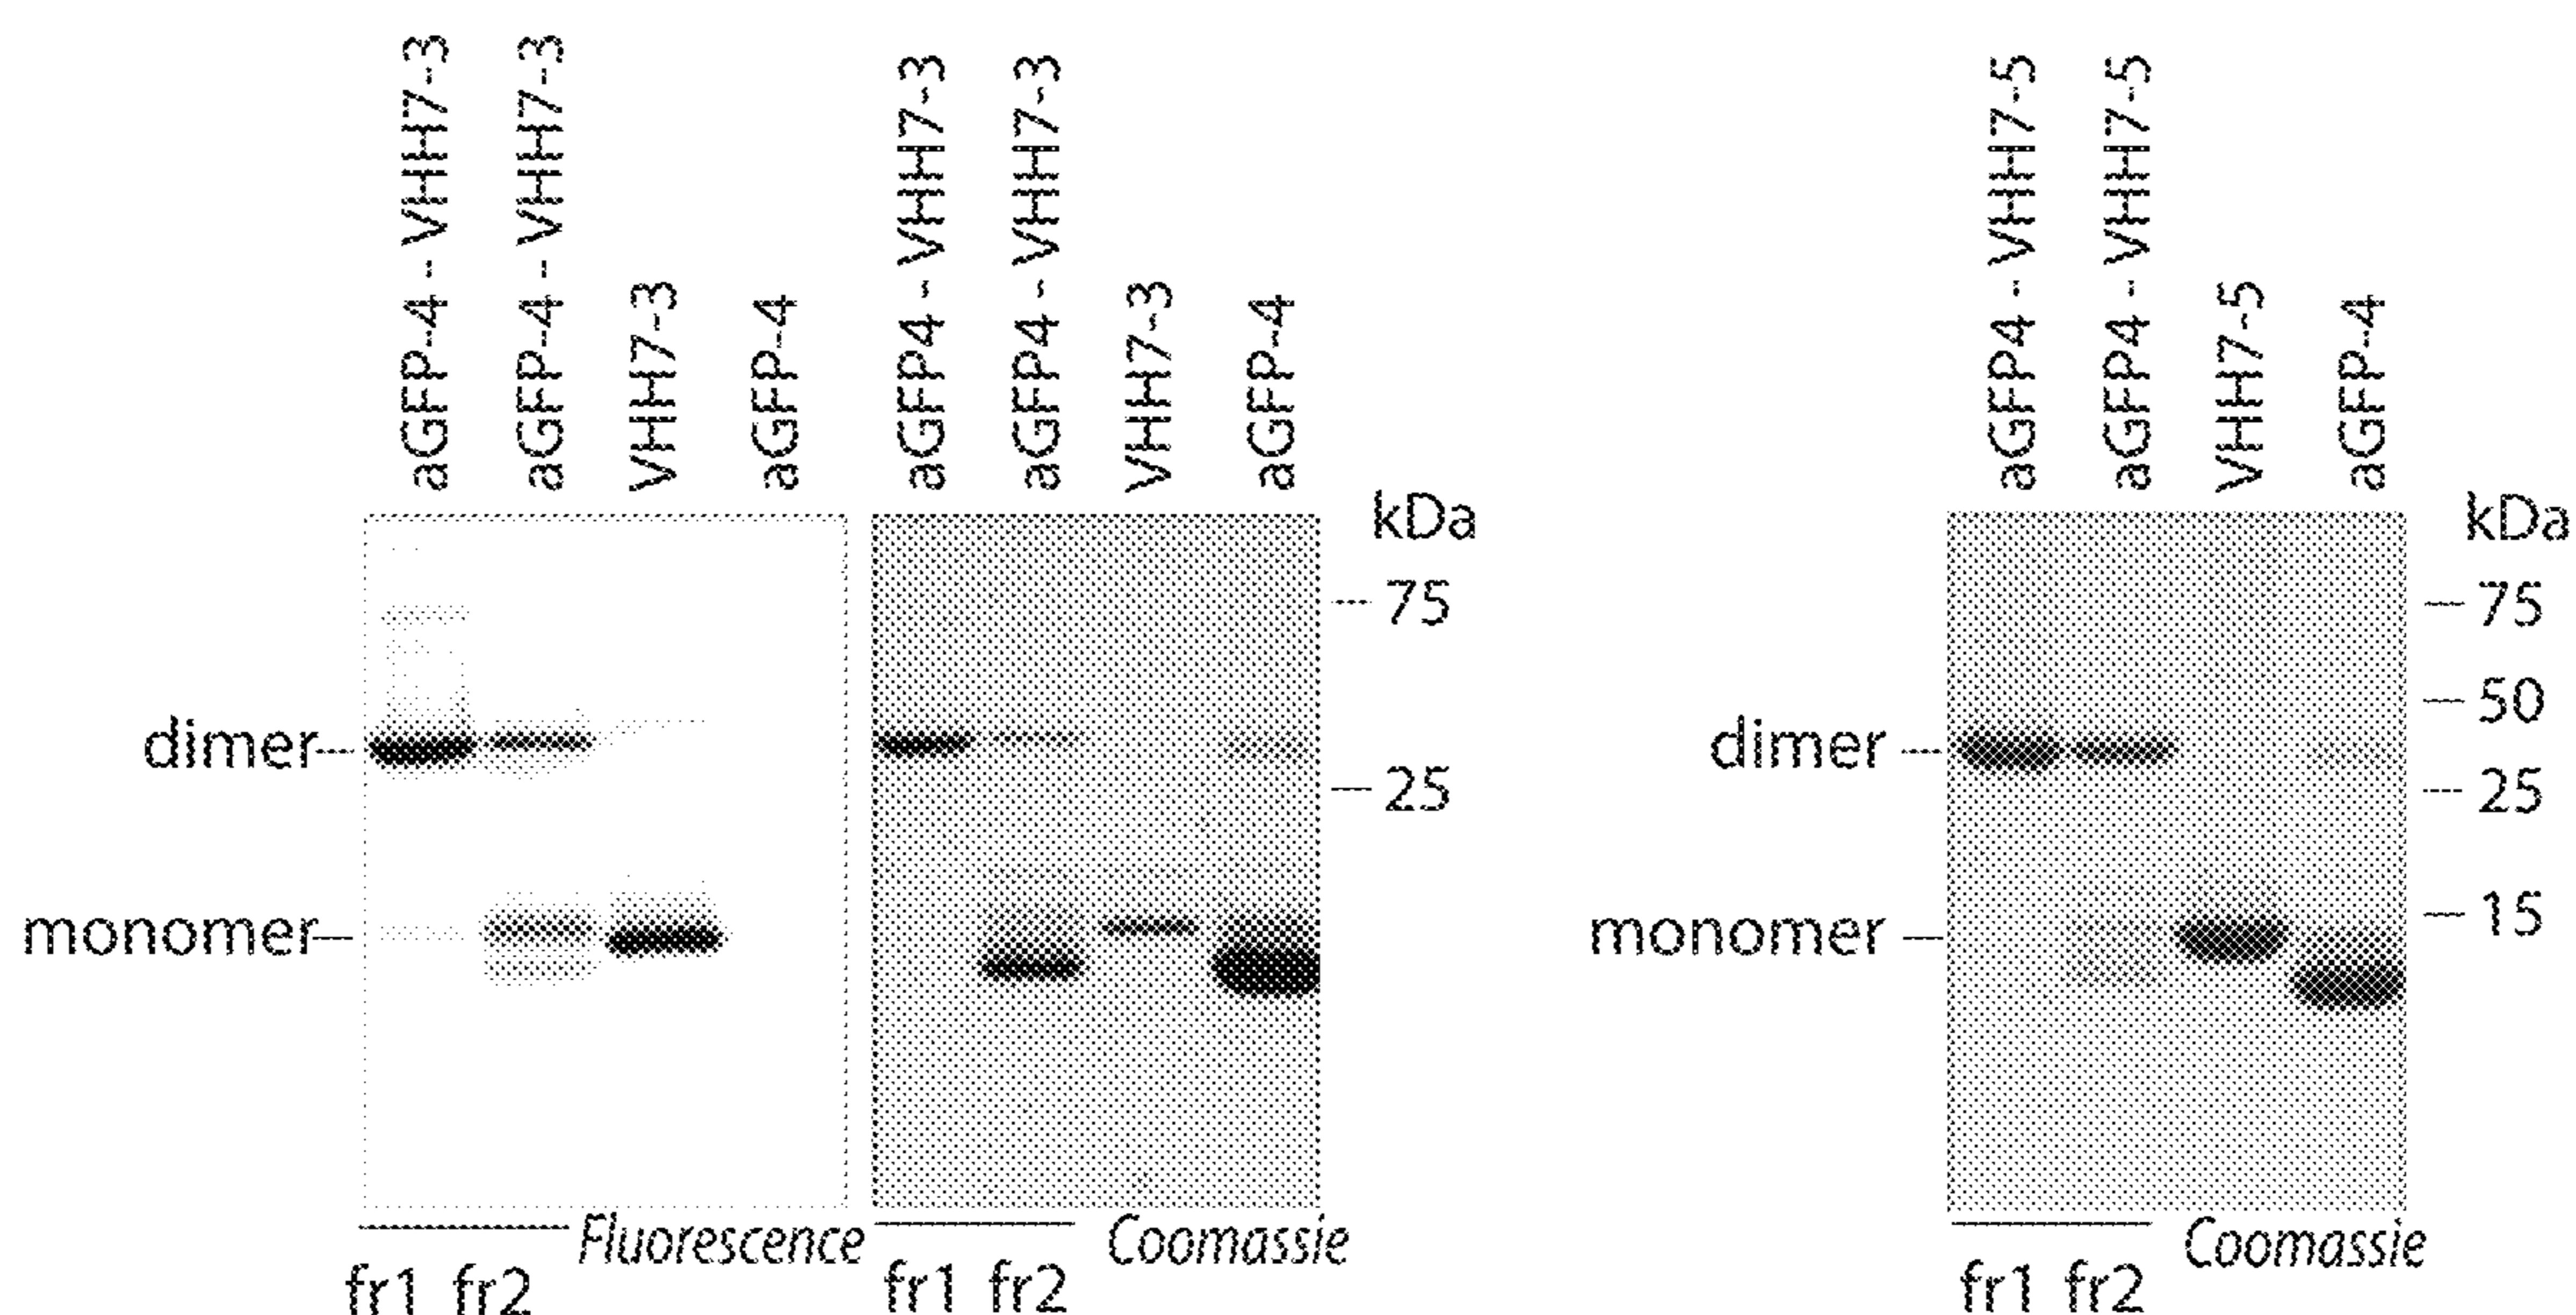 aGFP-4 - VHH7-3
aGFP-4 - VHH7-3
VHH7-3
aGFP-4
aGFP4 - VHH7-3
aGFP4 - VHH7-3
VHH7-3
aGFP-4
kDa
75
25
dimer
monomer
Fluorescence
Coomassie
fr1 fr2
fr1 fr2
aGFP4 - VHH7-5
aGFP4 - VHH7-5
VHH7-5
aGFP-4
kDa
75
50
25
15
dimer
monomer
Coomassie
fr1 fr2